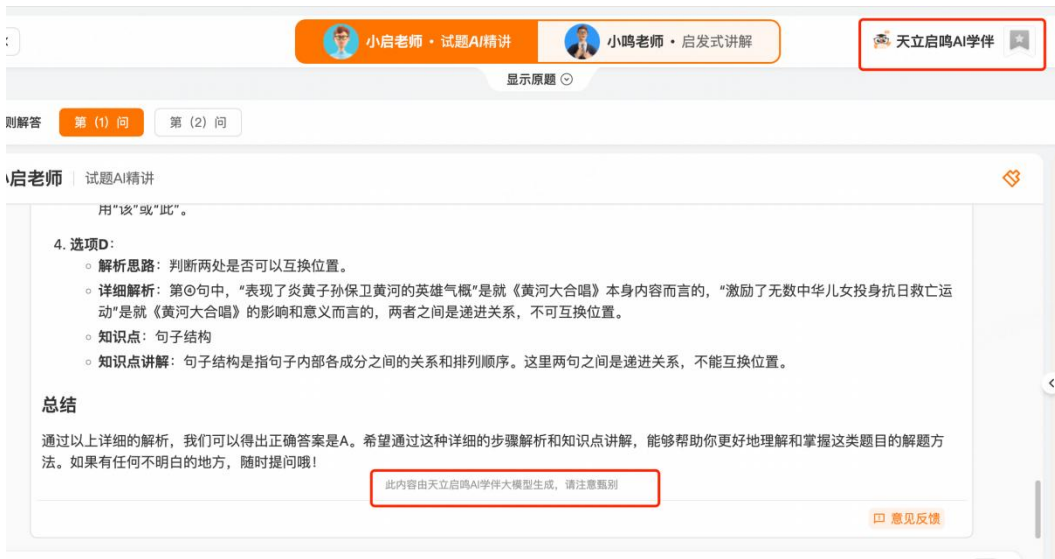 小启老师・试题AI精讲
小鸣老师・启发式讲解
天立启鸣AI学伴
显示原题
则解答
第（1）问
第（2）问
启老师
试题AI精讲
用“该”或“此”。
4. 选项D：
解析思路：判断两处是否可以互换位置。
详细解析：第④句中，“表现了炎黄子孙保卫黄河的英雄气概”是就《黄河大合唱》本身内容而言的，“激励了无数中华儿女投身抗日救亡运
动”是就《黄河大合唱》的影响和意义而言的，两者之间是递进关系，不可互换位置。
知识点：句子结构
知识点讲解：句子结构是指句子内部各成分之间的关系和排列顺序。这里两句之间是递进关系，不能互换位置。
总结
通过以上详细的解析，我们可以得出正确答案是A。希望通过这种详细的步骤解析和知识点讲解，能够帮助你更好地理解和掌握这类题目的解题方
法。如果有任何不明白的地方，随时提问哦！
此内容由天立启鸣AI学伴大模型生成，请注意甄别
意见反馈